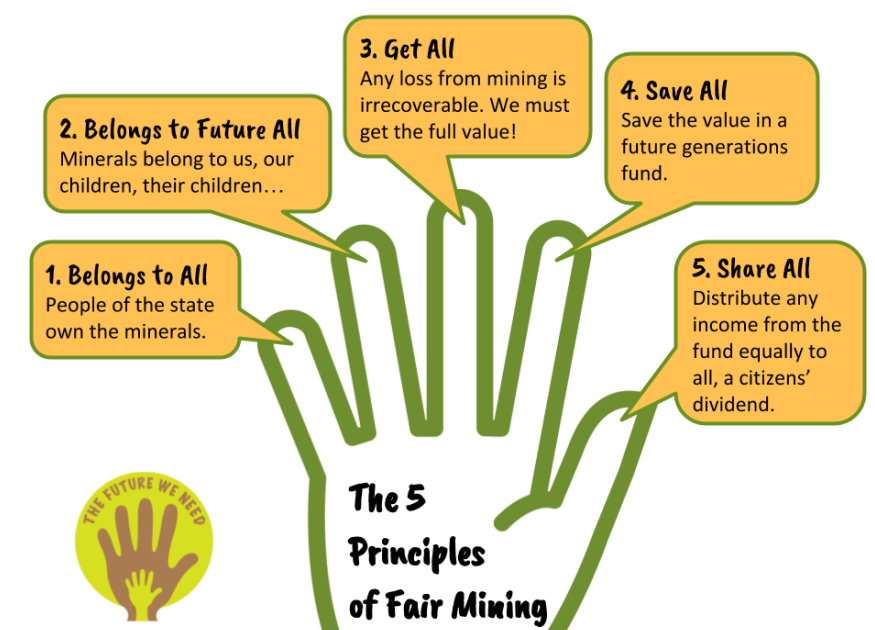 3. Get All
Any loss from mining is
irrecoverable. We must
get the full value!
4. Save All
Save the value in a
future generations
fund.
2. Belongs to Future All
Minerals belong to us, our
children, their children…
1. Belongs to All
People of the state
own the minerals.
5. Share All
Distribute any
income from the
fund equally to
all, a citizens’
dividend.
The 5
Principles
of Fair Mining
THE FUTURE WE NEED